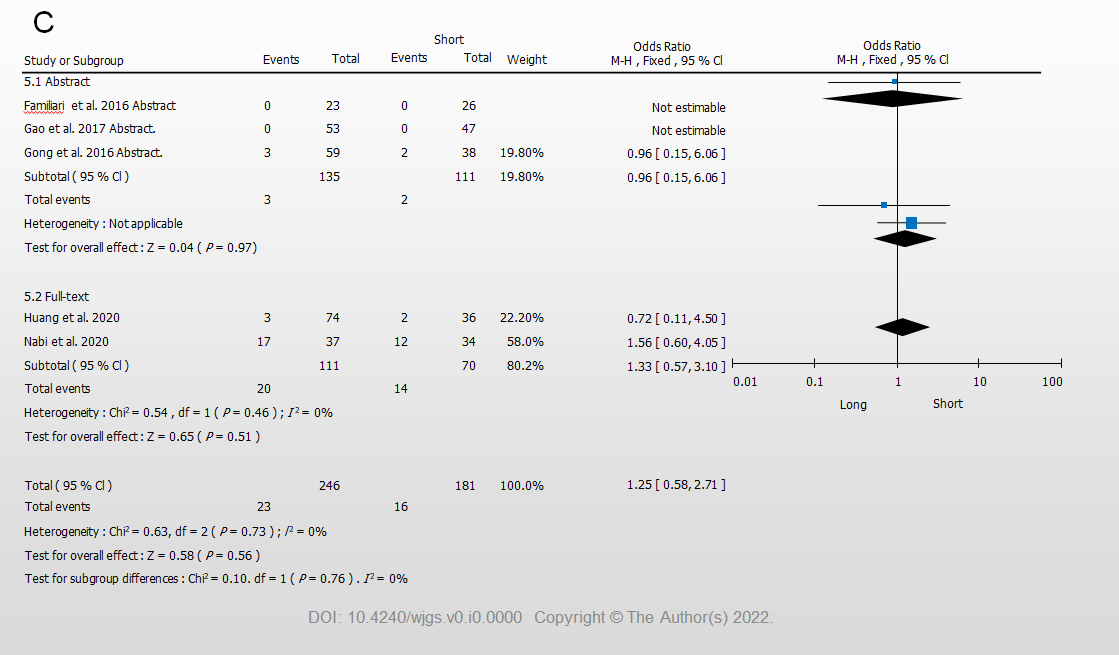 C
Short
Odds Ratio Odds Ratio
Study or Subgroup Events Total Events Total Weight M-H , Fixed , 95 % CI M-H , Fixed , 95 % CI
5.1 Abstract
Familiari et al. 2016 Abstract 0 23 0 26 Not estimable
Gao et al. 2017 Abstract. 0 53 0 47 Not estimable
Gong et al. 2016 Abstract. 3 59 2 38 19.80% 0.96 [ 0.15, 6.06 ]
Subtotal ( 95 % CI ) 135 111 19.80% 0.96 [ 0.15, 6.06 ]
Total events 3 2
Heterogeneity : Not applicable
Test for overall effect : Z = 0.04 ( P = 0.97)
5.2 Full-text
Huang et al. 2020 3 74 2 36 22.20% 0.72 [ 0.11, 4.50 ]
Nabi et al. 2020 17 37 12 34 58.0% 1.56 [ 0.60, 4.05 ]
Subtotal ( 95 % CI ) 111 70 80.2% 1.33 [ 0.57, 3.10 ]
0.01 0.1 1 10 100
Total events 20 14
Long Short
Heterogeneity : Chi² = 0.54 , df = 1 ( P = 0.46 ) ; I² = 0%
Test for overall effect : Z = 0.65 ( P = 0.51 )
Total ( 95 % CI ) 246 181 100.0% 1.25 [ 0.58, 2.71 ]
Total events 23 16
Heterogeneity : Chi² = 0.63, df = 2 ( P = 0.73 ) ; I² = 0%
Test for overall effect : Z = 0.58 ( P = 0.56 )
Test for subgroup differences : Chi² = 0.10. df = 1 ( P = 0.76 ) . I² = 0%
DOI: 10.4240/wjgs.v0.i0.0000 Copyright © The Author(s) 2022.